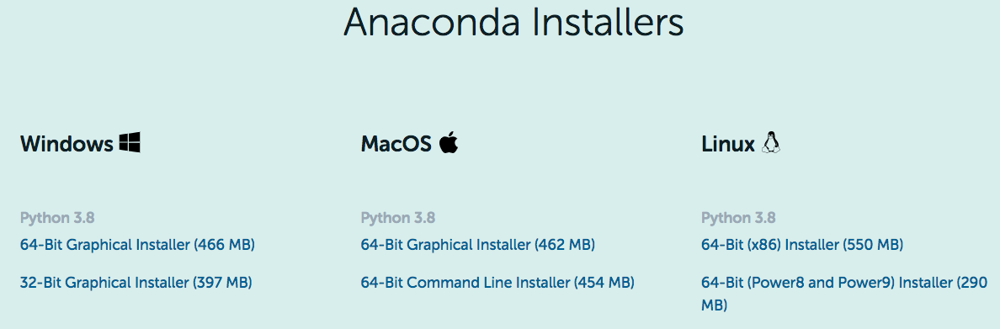 Anaconda Installers
Windows
Python 3.8
64-Bit Graphical Installer (466 MB)
32-Bit Graphical Installer (397 MB)
MacOS
Python 3.8
64-Bit Graphical Installer (462 MB)
64-Bit Command Line Installer (454 MB)
Linux
Python 3.8
64-Bit (x86) Installer (550 MB)
64-Bit (Power8 and Power9) Installer (290
MB)